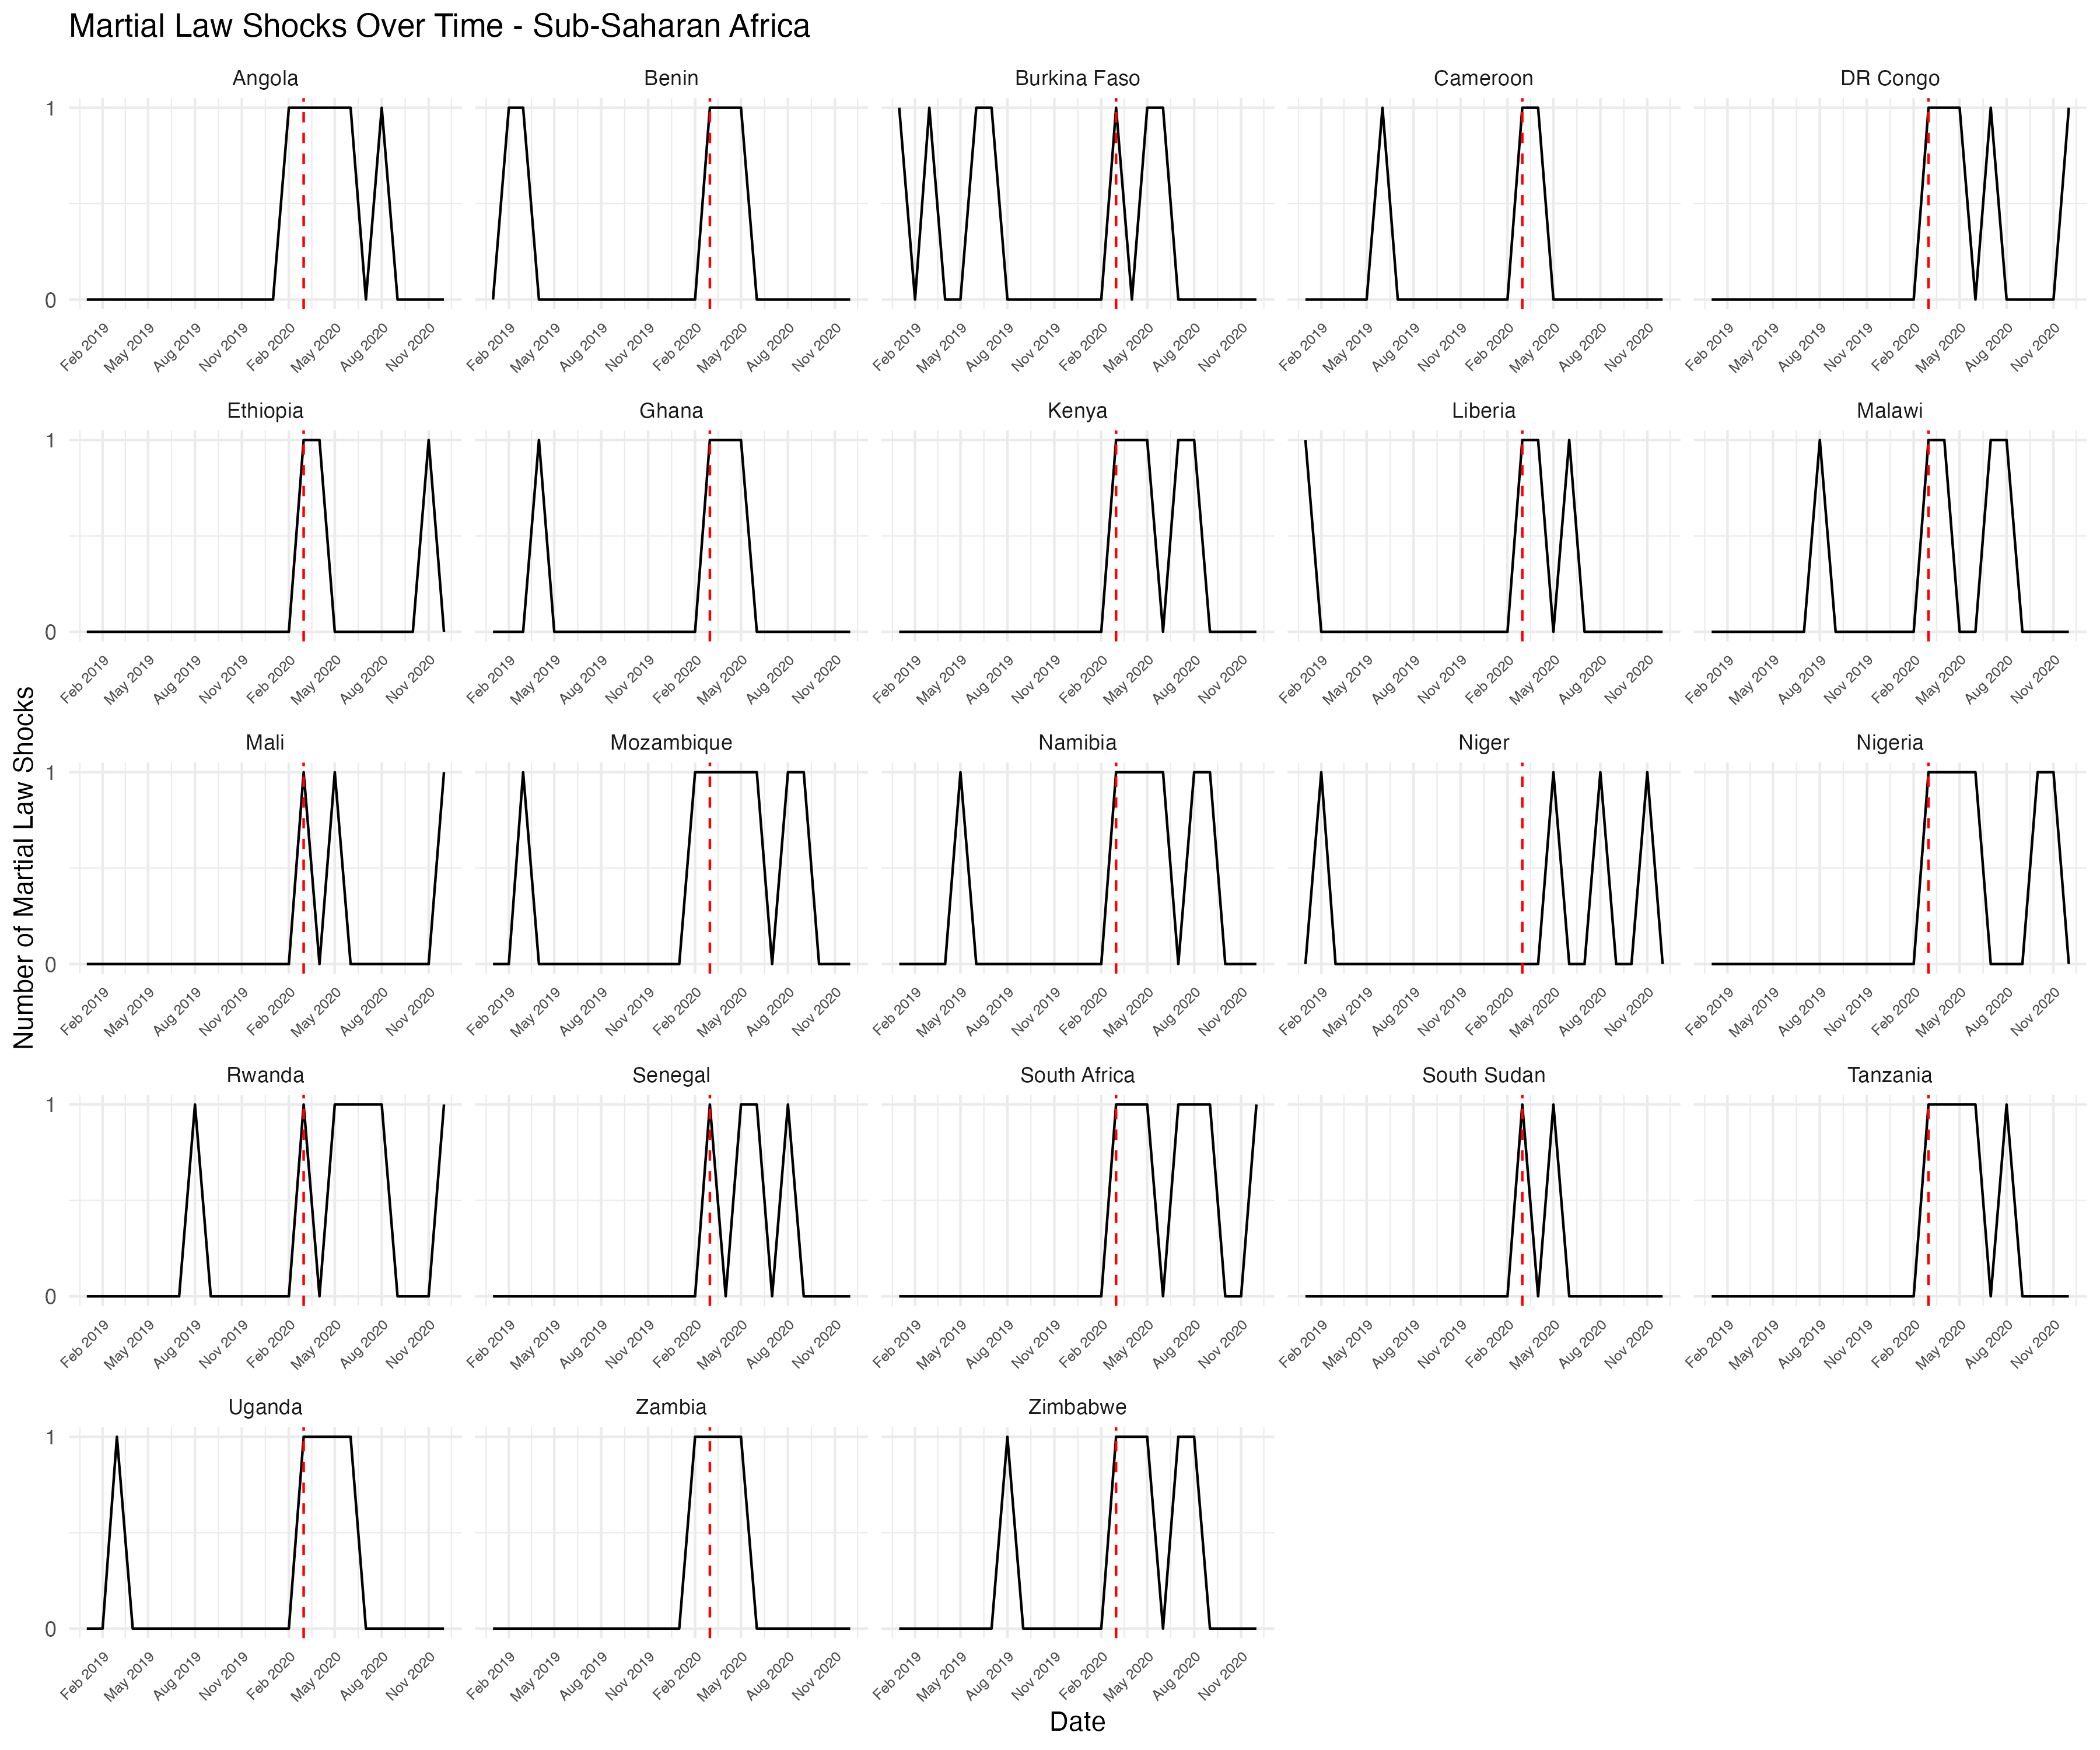 Martial Law Shocks Over Time - Sub-Saharan Africa
Number of Martial Law Shocks
Angola Benin Burkina Faso Cameroon DR Congo
1
0
Feb 2019 May 2019 Aug 2019 Nov 2019 Feb 2020 May 2020 Aug 2020 Nov 2020 Feb 2019 May 2019 Aug 2019 Nov 2019 Feb 2020 May 2020 Aug 2020 Nov 2020 Feb 2019 May 2019 Aug 2019 Nov 2019 Feb 2020 May 2020 Aug 2020 Nov 2020 Feb 2019 May 2019 Aug 2019 Nov 2019 Feb 2020 May 2020 Aug 2020 Nov 2020 Feb 2019 May 2019 Aug 2019 Nov 2019 Feb 2020 May 2020 Aug 2020 Nov 2020
Ethiopia Ghana Kenya Liberia Malawi
1
0
Feb 2019 May 2019 Aug 2019 Nov 2019 Feb 2020 May 2020 Aug 2020 Nov 2020 Feb 2019 May 2019 Aug 2019 Nov 2019 Feb 2020 May 2020 Aug 2020 Nov 2020 Feb 2019 May 2019 Aug 2019 Nov 2019 Feb 2020 May 2020 Aug 2020 Nov 2020 Feb 2019 May 2019 Aug 2019 Nov 2019 Feb 2020 May 2020 Aug 2020 Nov 2020 Feb 2019 May 2019 Aug 2019 Nov 2019 Feb 2020 May 2020 Aug 2020 Nov 2020
Mali Mozambique Namibia Niger Nigeria
1
0
Feb 2019 May 2019 Aug 2019 Nov 2019 Feb 2020 May 2020 Aug 2020 Nov 2020 Feb 2019 May 2019 Aug 2019 Nov 2019 Feb 2020 May 2020 Aug 2020 Nov 2020 Feb 2019 May 2019 Aug 2019 Nov 2019 Feb 2020 May 2020 Aug 2020 Nov 2020 Feb 2019 May 2019 Aug 2019 Nov 2019 Feb 2020 May 2020 Aug 2020 Nov 2020 Feb 2019 May 2019 Aug 2019 Nov 2019 Feb 2020 May 2020 Aug 2020 Nov 2020
Rwanda Senegal South Africa South Sudan Tanzania
1
0
Feb 2019 May 2019 Aug 2019 Nov 2019 Feb 2020 May 2020 Aug 2020 Nov 2020 Feb 2019 May 2019 Aug 2019 Nov 2019 Feb 2020 May 2020 Aug 2020 Nov 2020 Feb 2019 May 2019 Aug 2019 Nov 2019 Feb 2020 May 2020 Aug 2020 Nov 2020 Feb 2019 May 2019 Aug 2019 Nov 2019 Feb 2020 May 2020 Aug 2020 Nov 2020 Feb 2019 May 2019 Aug 2019 Nov 2019 Feb 2020 May 2020 Aug 2020 Nov 2020
Uganda Zambia Zimbabwe
1
0
Feb 2019 May 2019 Aug 2019 Nov 2019 Feb 2020 May 2020 Aug 2020 Nov 2020 Feb 2019 May 2019 Aug 2019 Nov 2019 Feb 2020 May 2020 Aug 2020 Nov 2020 Feb 2019 May 2019 Aug 2019 Nov 2019 Feb 2020 May 2020 Aug 2020 Nov 2020
Date